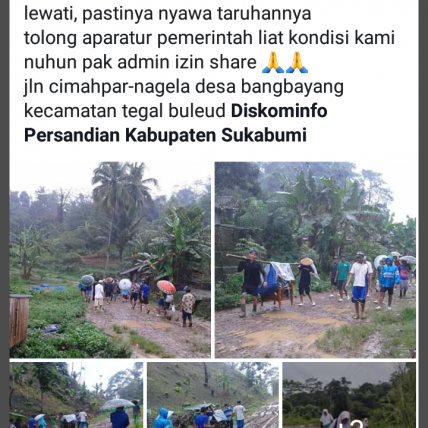 lewati, pastinya nyawa taruhannya
tolong aparatur pemerintah liat kondisi kami
nuhun pak admin izin share 🙏🙏
jln cimahpar-nagela desa bangbayang
kecamatan tegal buleud Diskominfo
Persandian Kabupaten Sukabumi